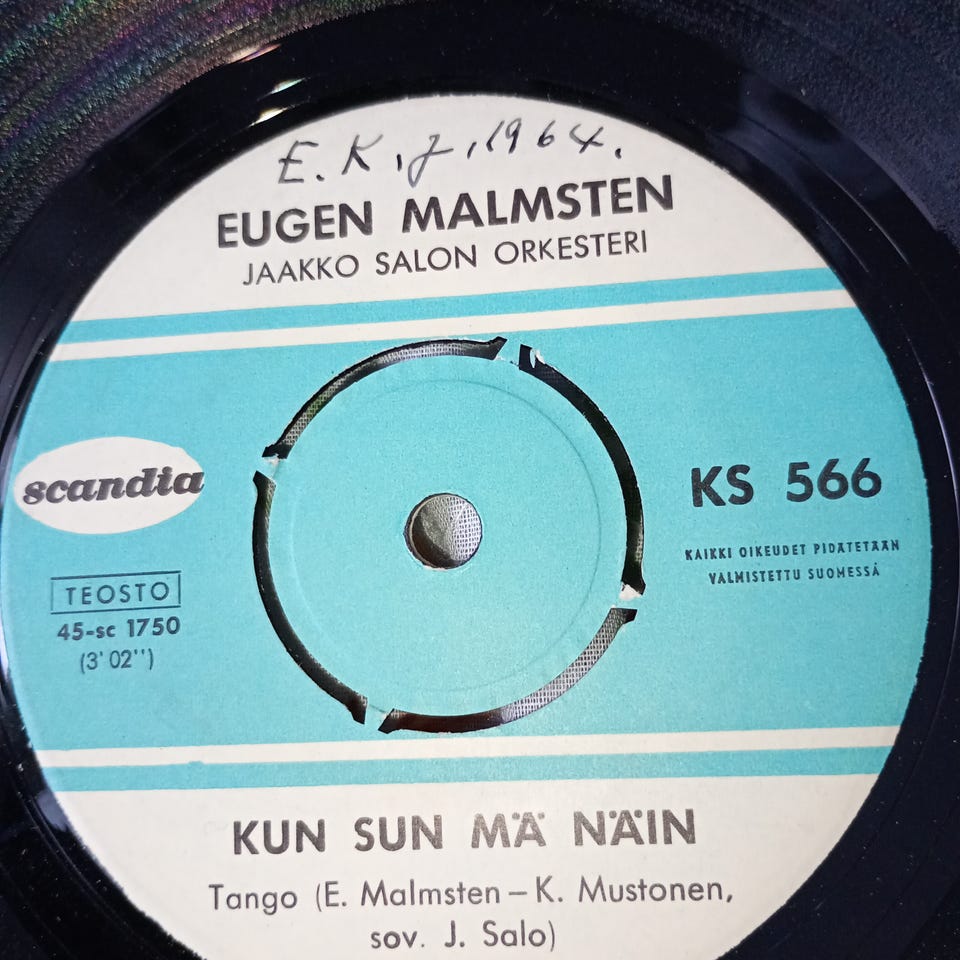 E. K. J. 1964.
EUGEN MALMSTEN
JAAKKO SALON ORKESTERI
scandia
KS 566
KAIKKI OIKEUDET PIDÄTETÄÄN
VALMISTETTU SUOMESSA
TEOSTO
45-sc 1750
(3' 02'')
KUN SUN MÄ NÄIN
Tango (E. Malmsten – K. Mustonen,
sov. J. Salo)